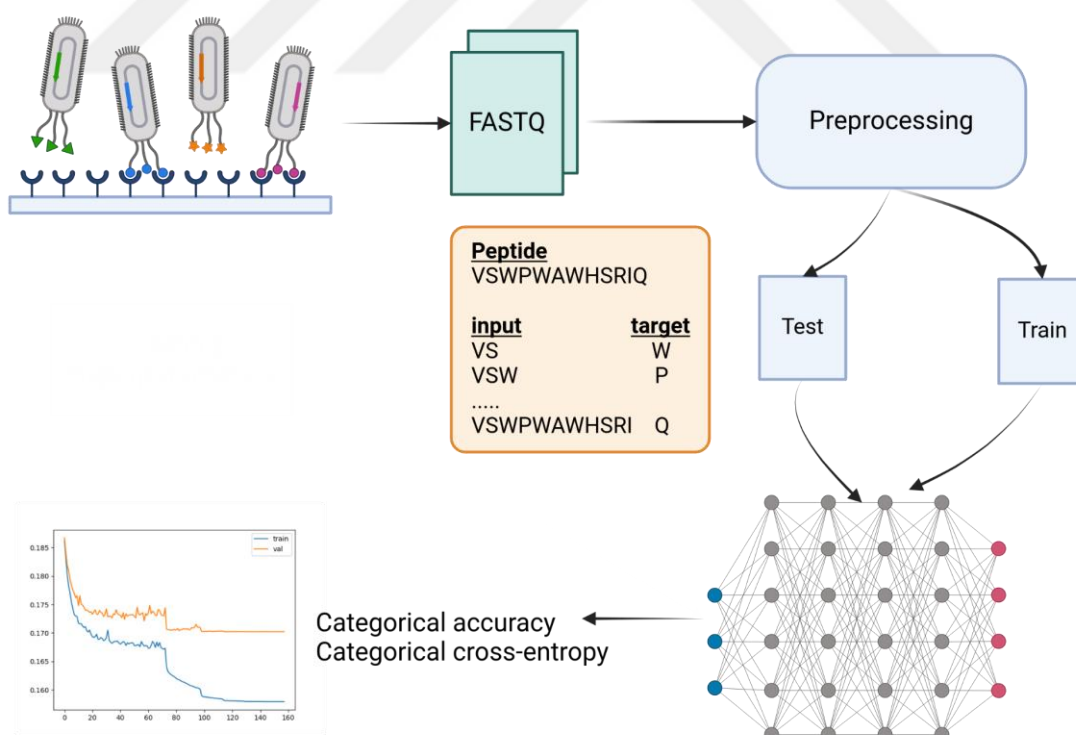 FASTQ
Preprocessing
Peptide
VSWPWAWHSRIQ
input target
VS W
VSW P
.....
VSWPWAWHSRI Q
Test
Train
train
val
0.185
0.180
0.175
0.170
0.165
0.160
0 20 40 60 80 100 120 140 160
Categorical accuracy
Categorical cross-entropy